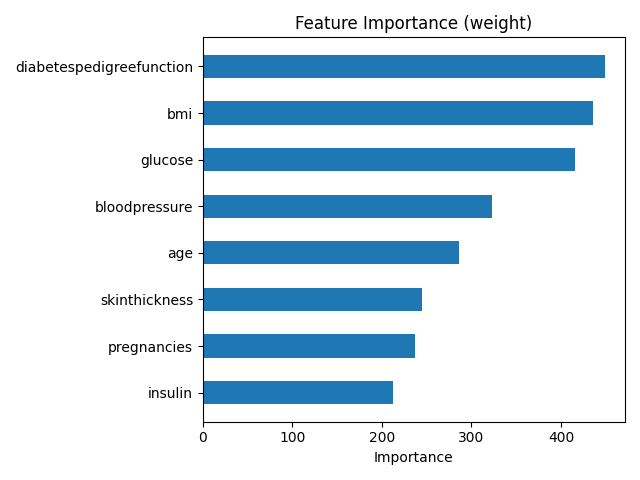 Feature Importance (weight)
diabetespedigreefunction
bmi
glucose
bloodpressure
age
skinthickness
pregnancies
insulin
0 100 200 300 400
Importance